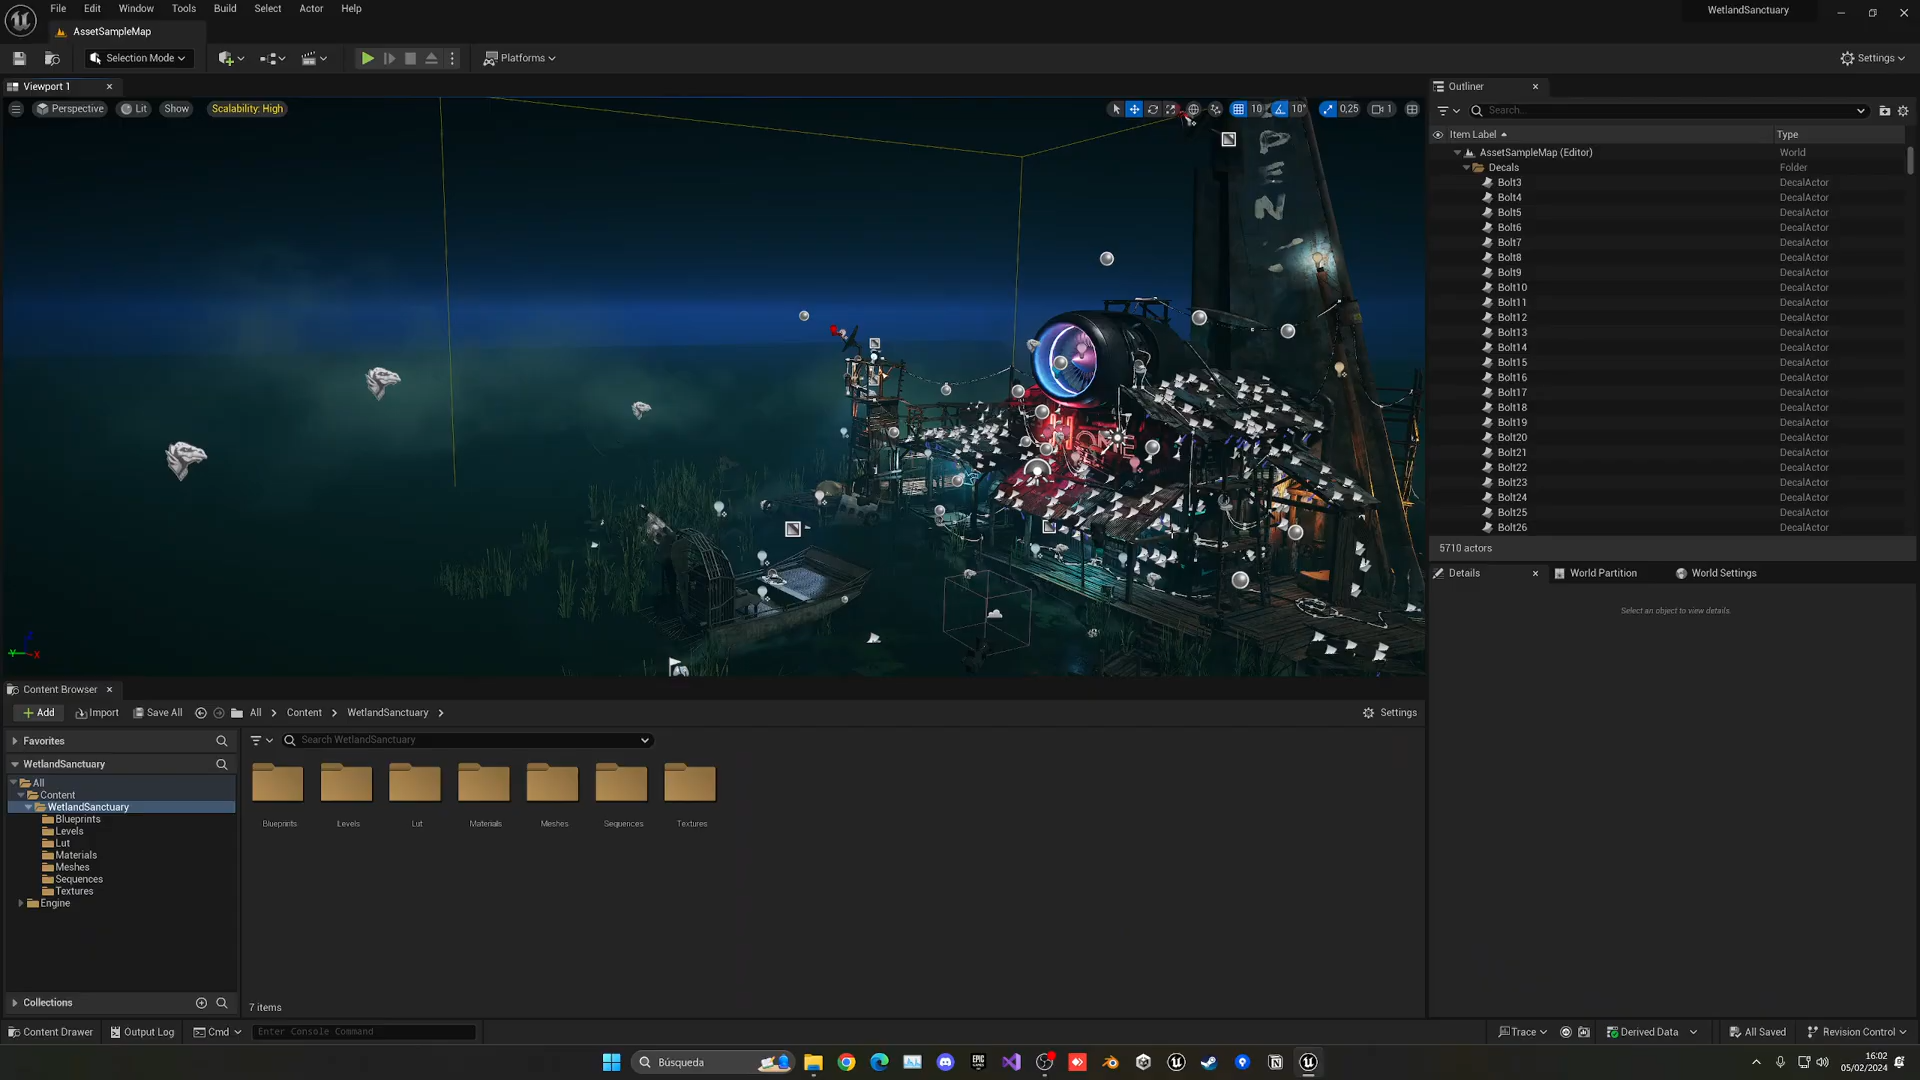 File Edit Window Tools Build Select Actor Help
WetlandSanctuary
AssetSampleMap
Selection Mode
Platforms
Settings
Viewport 1
Perspective Lit Show Scalability: High
10 10° 0,25 1
PEN
HOME
Outliner
Search...
Item Label Type
AssetSampleMap (Editor) World
Decals Folder
Bolt3 DecalActor
Bolt4 DecalActor
Bolt5 DecalActor
Bolt6 DecalActor
Bolt7 DecalActor
Bolt8 DecalActor
Bolt9 DecalActor
Bolt10 DecalActor
Bolt11 DecalActor
Bolt12 DecalActor
Bolt13 DecalActor
Bolt14 DecalActor
Bolt15 DecalActor
Bolt16 DecalActor
Bolt17 DecalActor
Bolt18 DecalActor
Bolt19 DecalActor
Bolt20 DecalActor
Bolt21 DecalActor
Bolt22 DecalActor
Bolt23 DecalActor
Bolt24 DecalActor
Bolt25 DecalActor
Bolt26 DecalActor
5710 actors
Details World Partition World Settings
Select an object to view details.
Content Browser
Add Import Save All All Content WetlandSanctuary
Settings
Favorites
Search WetlandSanctuary
WetlandSanctuary
All
Content
WetlandSanctuary
Blueprints
Levels
Lut
Materials
Meshes
Sequences
Textures
Engine
Blueprints Levels Lut Materials Meshes Sequences Textures
Collections
7 items
Content Drawer Output Log Cmd Enter Console Command
Trace Derived Data All Saved Revision Control
Búsqueda
EPIC GAMES
16:02
05/02/2024